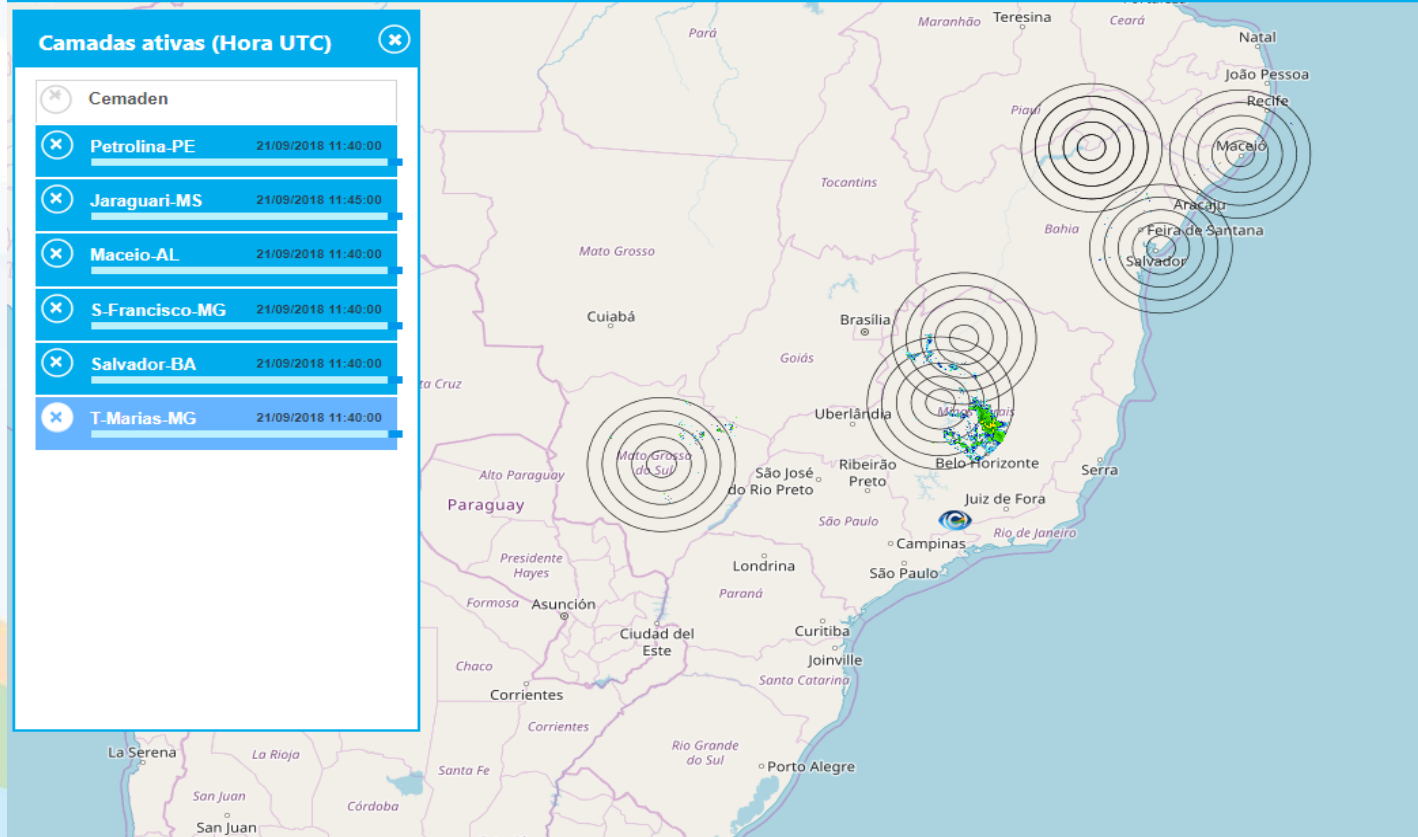 Camadas ativas (Hora UTC)
Cemaden
Petrolina-PE 21/09/2018 11:40:00
Jaraguari-MS 21/09/2018 11:45:00
Maceio-AL 21/09/2018 11:40:00
S-Francisco-MG 21/09/2018 11:40:00
Salvador-BA 21/09/2018 11:40:00
T-Marias-MG 21/09/2018 11:40:00
Maranhão
Teresina
Ceará
Pará
Natal
João Pessoa
Recife
Piauí
Maceió
Tocantins
Aracaju
Bahia
Feira de Santana
Mato Grosso
Salvador
Cuiabá
Brasília
Goiás
ta Cruz
Uberlândia
Minas Gerais
Mato Grosso
do Sul
Alto Paraguay
São José
do Rio Preto
Ribeirão
Preto
Belo Horizonte
Serra
Paraguay
Juiz de Fora
São Paulo
Rio de Janeiro
Campinas
Presidente
Hayes
Londrina
São Paulo
Paraná
Formosa
Asunción
Ciudad del
Este
Curitiba
Joinville
Chaco
Santa Catarina
Corrientes
Corrientes
La Serena
La Rioja
Rio Grande
do Sul
Santa Fe
Porto Alegre
San Juan
Córdoba
San Juan